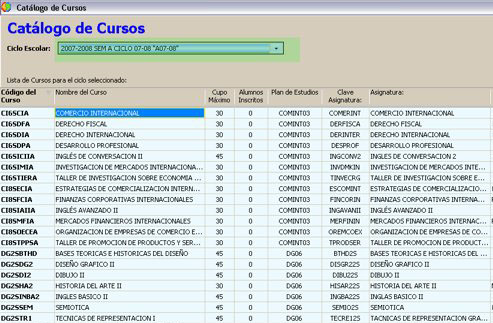 Catálogo de Cursos
Catálogo de Cursos
Ciclo Escolar: 2007-2008 SEM A CICLO 07-08 "A07-08"
Lista de Cursos para el ciclo seleccionado:
Código del Curso Nombre del Curso Cupo Máximo Alumnos Inscritos Plan de Estudios Clave Asignatura: Asignatura:
CI6SCIA COMERCIO INTERNACIONAL 30 0 COMINT03 COMERINT COMERCIO INTERNACIONAL
CI6SDFA DERECHO FISCAL 30 0 COMINT03 DERFISCA DERECHO FISCAL
CI6SDIA DERECHO INTERNACIONAL 30 0 COMINT03 DERINTER DERECHO INTERNACIONAL
CI6SDPA DESARROLLO PROFESIONAL 30 0 COMINT03 DESPROF DESARROLLO PROFESIONAL
CI6SICIIA INGLÉS DE CONVERSACION II 45 0 COMINT03 INGCONV2 INGLES DE CONVERSACION 2
CI6SIMIA INVESTIGACION DE MERCADOS INTERNACIONA... 30 0 COMINT03 INVDMKIN INVESTIGACION DE MERCADOS INTE...
CI6STIERA TALLER DE INVESTIGACION SOBRE ECONOMIA ... 30 0 COMINT03 TINVECRG TALLER DE INVESTIGACION SOBRE E...
CI8SECIA ESTRATEGIAS DE COMERCIALIZACION INTERN... 30 0 COMINT03 ESCOMINT ESTRATEGIAS DE COMERCIALIZACIO...
CI8SFCIA FINANZAS CORPORATIVAS INTERNACIONALES 30 0 COMINT03 FINCORIN FINANZAS CORPORATIVAS INTERNA...
CI8SIAIIA INGLÉS AVANZADO II 45 0 COMINT03 INGAVANII INGLÉS AVANZADO II
CI8SMFIA MERCADOS FINANCIEROS INTERNACIONALES 30 0 COMINT03 MERFININ MERCADOS FINANCIEROS INTERNAC...
CI8SOECEA ORGANIZACION DE EMPRESAS DE COMERCIO E... 30 0 COMINT03 OREMCOEX ORGANIZACION DE EMPRESAS DE C...
CI8STPPSA TALLER DE PROMOCION DE PRODUCTOS Y SER... 30 0 COMINT03 TPRODSER TALLER DE PROMOCION DE PRODUCT...
DG2SBTHD BASES TEORICAS E HISTORICAS DEL DISEÑO 45 0 DG06 BTHD2S BASES TEORICAS E HISTORICAS DEL ...
DG2SDG2 DISEÑO GRAFICO II 45 0 DG06 DISGR22S DISEÑO GRAFICO II
DG2SDI2 DIBUJO II 45 0 DG06 DIBU22S DIBUJO II
DG2SHA2 HISTORIA DEL ARTE II 30 0 DG06 HISAR22S HISTORIA DEL ARTE II
DG2SINBA2 INGLES BASICO II 45 0 DG06 INGBA22S INGLES BASICO II
DG2SSEM SEMIOTICA 45 0 DG06 SEMIO2S SEMIOTICA
DG2STR1 TECNICAS DE REPRESENTACION I 45 0 DG06 TECRE12S TECNICAS DE REPRESENTACION GRA...